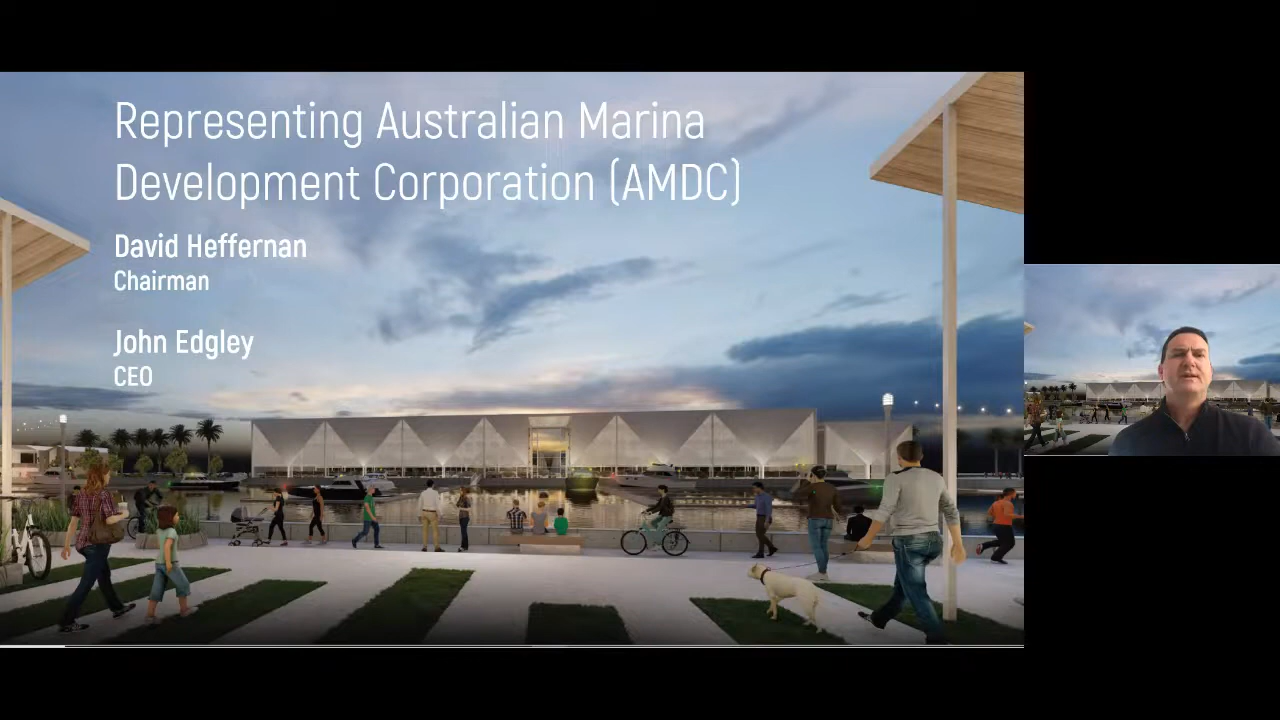 Representing Australian Marina
Development Corporation (AMDC)
David Heffernan
Chairman
John Edgley
CEO